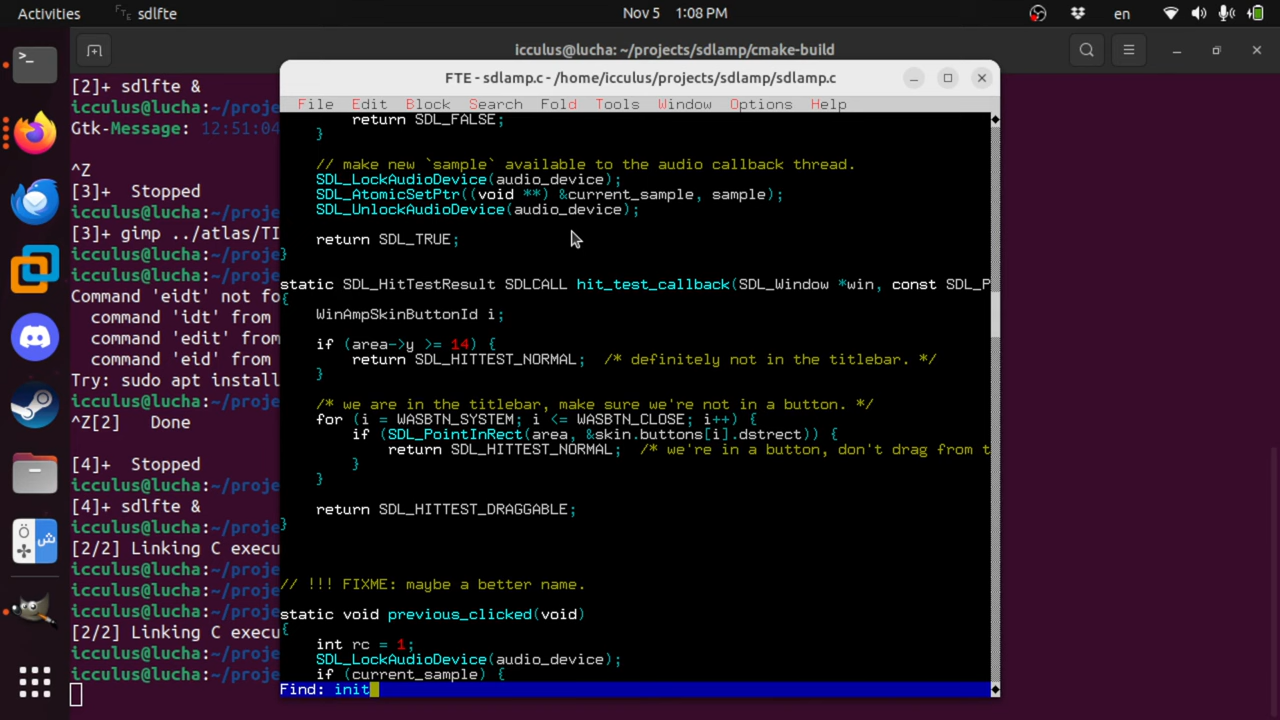 Activities
sdlfte
Nov 5 1:08 PM
en
icculus@lucha: ~/projects/sdlamp/cmake-build
[2]+ sdlfte &
icculus@lucha:~/proje
Gtk-Message: 12:51:04
^Z
[3]+ Stopped
icculus@lucha:~/proje
[3]+ gimp ../atlas/TI
icculus@lucha:~/proje
icculus@lucha:~/proje
Command 'eidt' not fo
command 'idt' from
command 'edit' from
command 'eid' from
Try: sudo apt install
icculus@lucha:~/proje
^Z[2] Done
[4]+ Stopped
[4]+ sdlfte &
icculus@lucha:~/proje
[2/2] Linking C execu
icculus@lucha:~/proje
icculus@lucha:~/proje
icculus@lucha:~/proje
[2/2] Linking C execu
icculus@lucha:~/proje
icculus@lucha:~/proje
FTE - sdlamp.c - /home/icculus/projects/sdlamp/sdlamp.c
File Edit Block Search Fold Tools Window Options Help
return SDL_FALSE;
}
// make new `sample` available to the audio callback thread.
SDL_LockAudioDevice(audio_device);
SDL_AtomicSetPtr((void **) &current_sample, sample);
SDL_UnlockAudioDevice(audio_device);
return SDL_TRUE;
}
static SDL_HitTestResult SDLCALL hit_test_callback(SDL_Window *win, const SDL_P
{
WinAmpSkinButtonId i;
if (area->y >= 14) {
return SDL_HITTEST_NORMAL; /* definitely not in the titlebar. */
}
/* we are in the titlebar, make sure we're not in a button. */
for (i = WASBTN_SYSTEM; i <= WASBTN_CLOSE; i++) {
if (SDL_PointInRect(area, &skin.buttons[i].dstrect)) {
return SDL_HITTEST_NORMAL; /* we're in a button, don't drag from t
}
}
return SDL_HITTEST_DRAGGABLE;
}
// !!! FIXME: maybe a better name.
static void previous_clicked(void)
{
int rc = 1;
SDL_LockAudioDevice(audio_device);
if (current_sample) {
Find: init